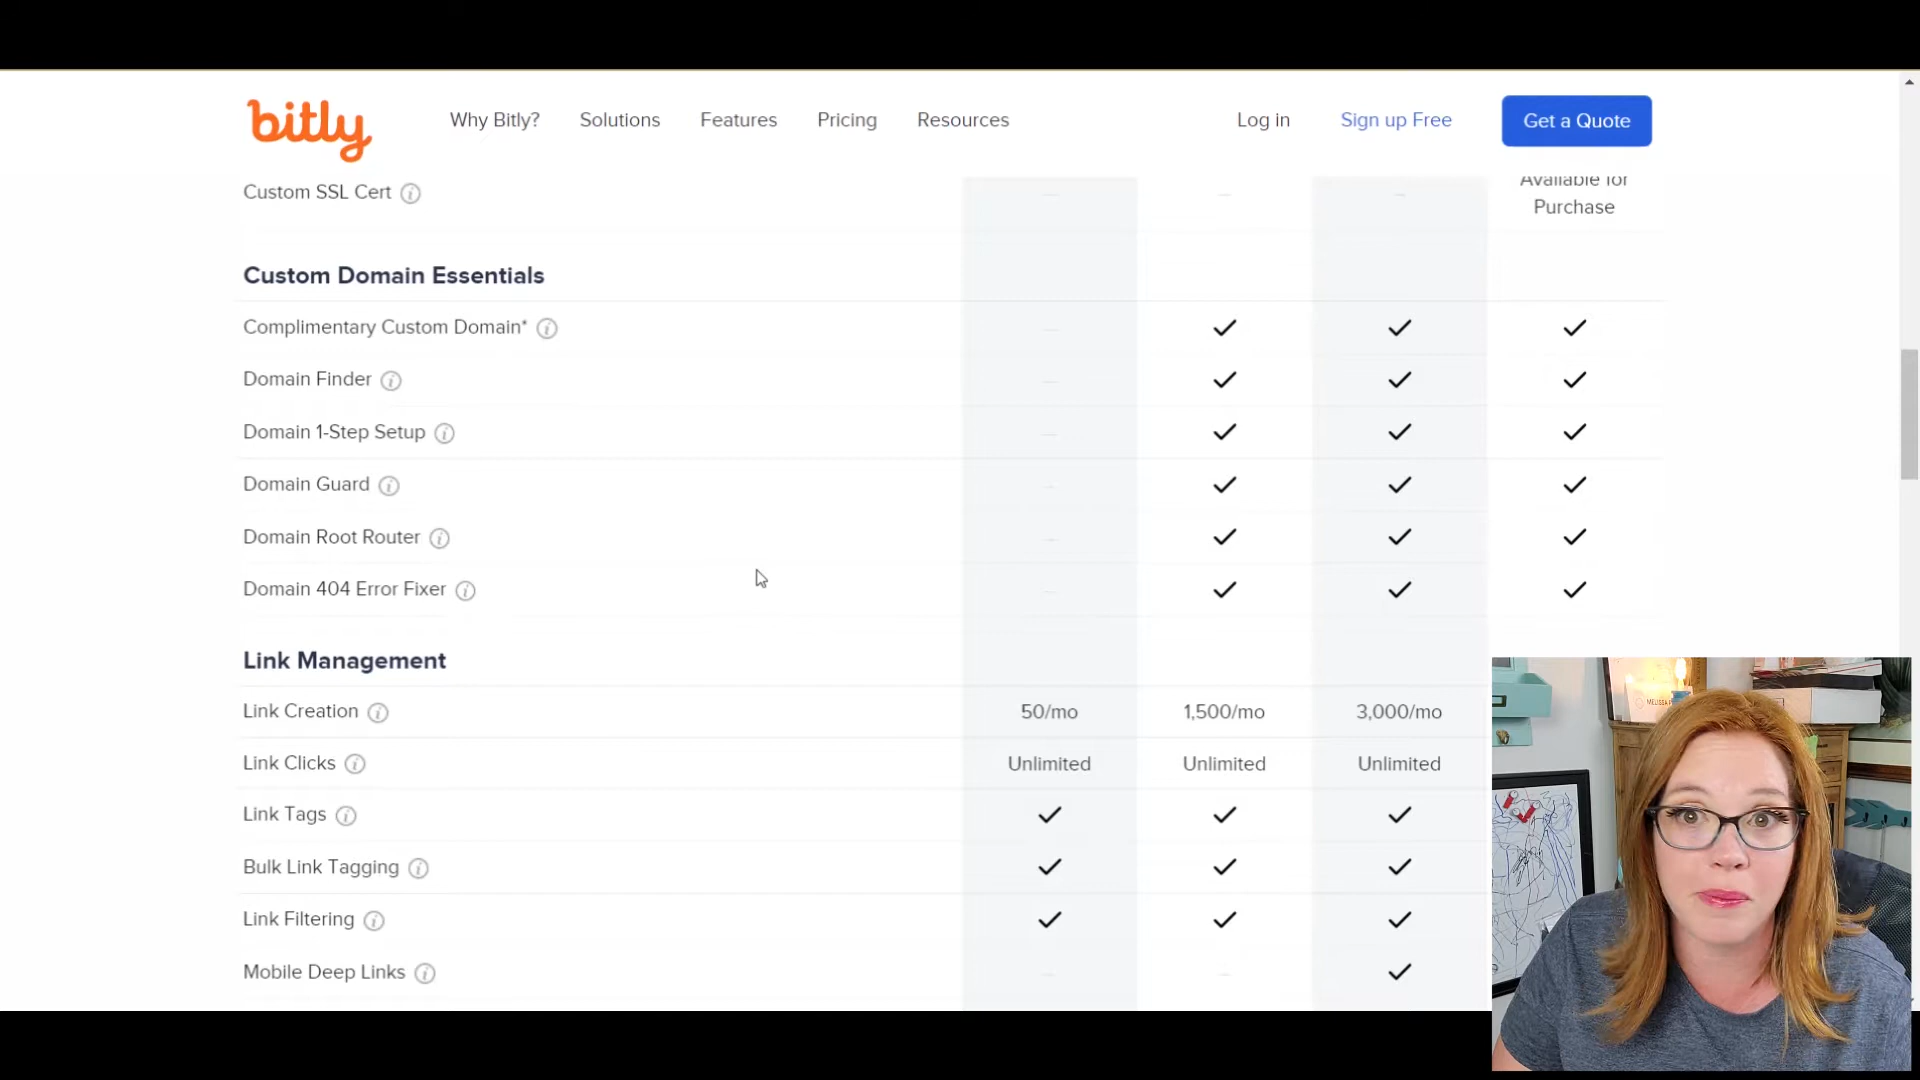 bitly
Why Bitly? Solutions Features Pricing Resources Log in Sign up Free Get a Quote
Custom SSL Cert
Available for
Purchase
Custom Domain Essentials
Complimentary Custom Domain*
Domain Finder
Domain 1-Step Setup
Domain Guard
Domain Root Router
Domain 404 Error Fixer
Link Management
Link Creation 50/mo 1,500/mo 3,000/mo
Link Clicks Unlimited Unlimited Unlimited
Link Tags
Bulk Link Tagging
Link Filtering
Mobile Deep Links
MELISSA